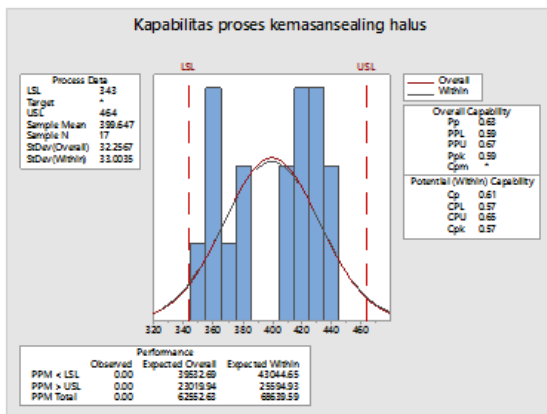 Kapabilitas proses kemasansealing halus
LSL
USL
Process Data
LSL 343
Target *
USL 464
Sample Mean 399.647
Sample N 17
StDev(Overall) 32.2567
StDev(Within) 33.0035
Overall
Within
Overall Capability
Pp 0.63
PPL 0.59
PPU 0.67
Ppk 0.59
Cpm *
Potential (Within) Capability
Cp 0.61
CPL 0.57
CPU 0.65
Cpk 0.57
320 340 360 380 400 420 440 460
Performance
Observed Expected Overall Expected Within
PPM < LSL 0.00 39532.69 43044.65
PPM > USL 0.00 23019.94 25594.93
PPM Total 0.00 62552.63 68639.59